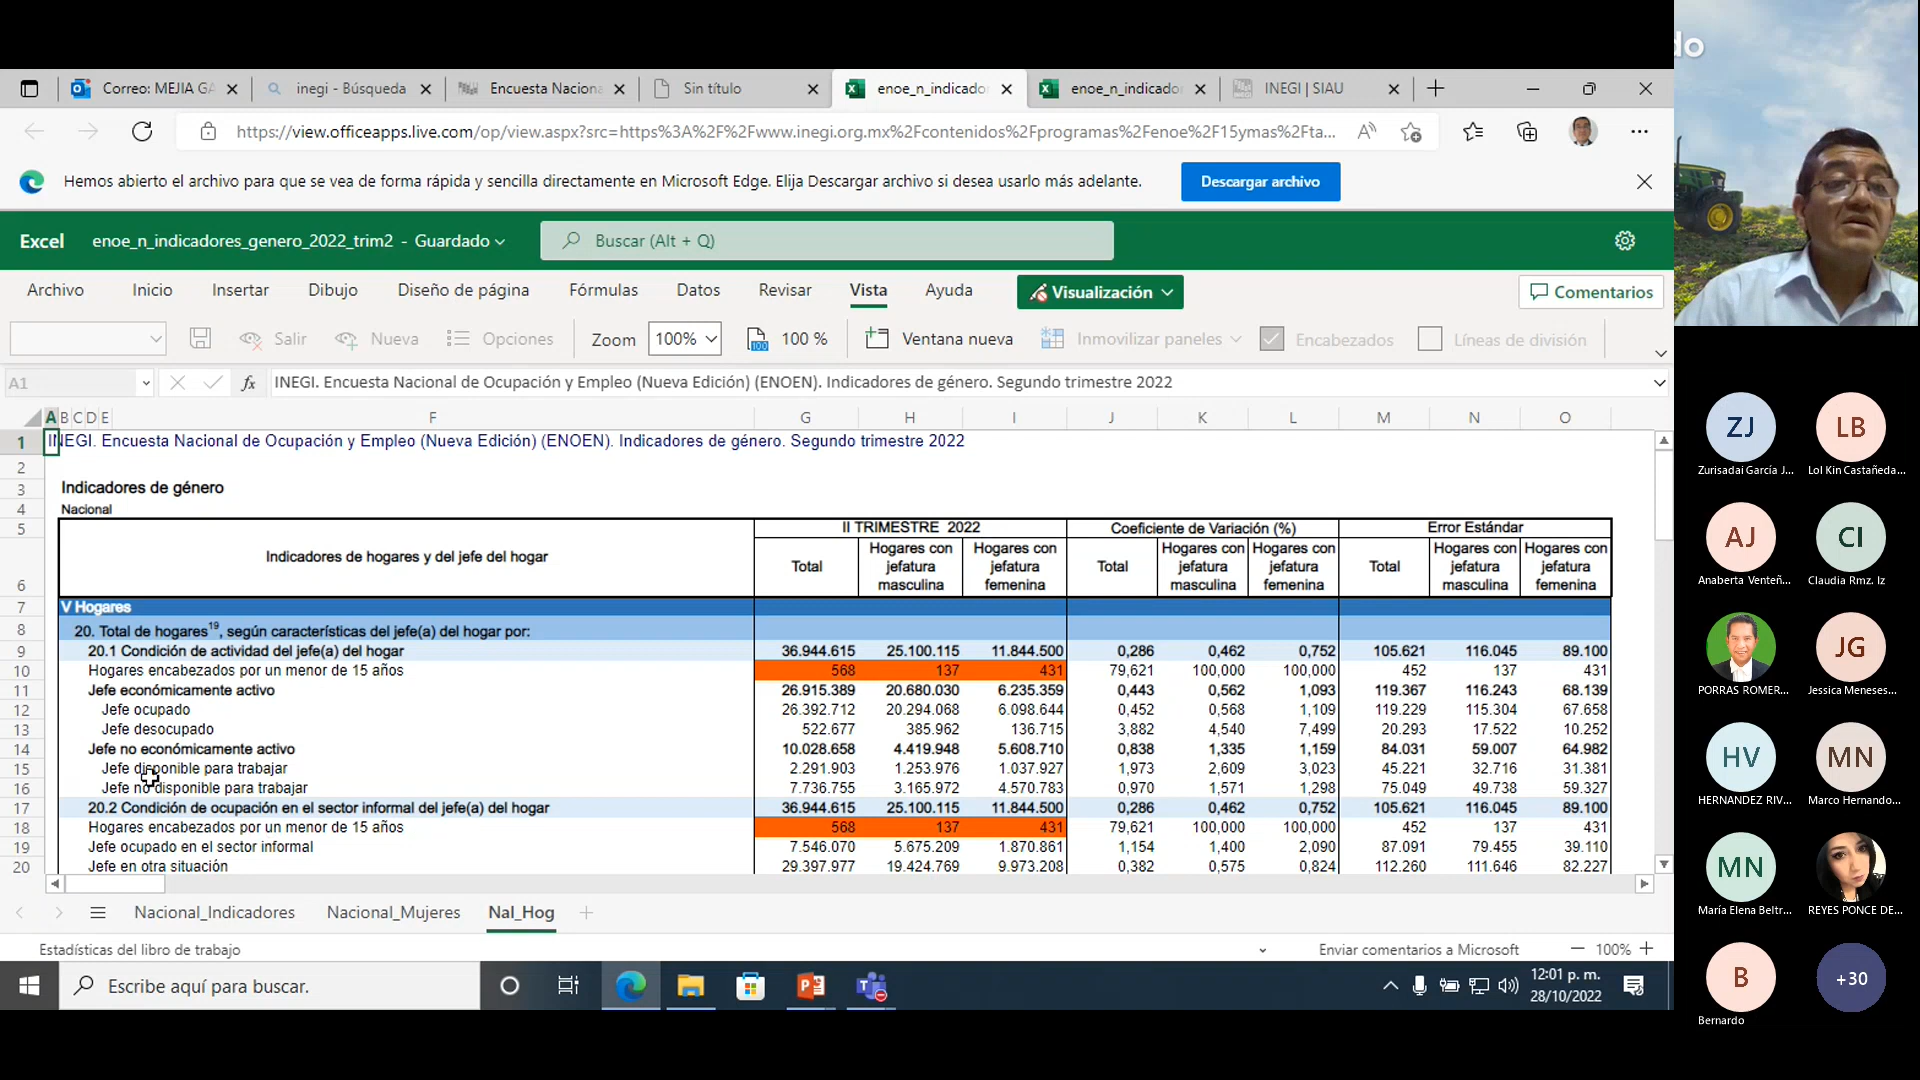 do
Correo: MEJIA GA
inegi - Búsqueda
Encuesta Naciona
Sin título
enoe_n_indicado
enoe_n_indicado
INEGI | SIAU
https://view.officeapps.live.com/op/view.aspx?src=https%3A%2F%2Fwww.inegi.org.mx%2Fcontenidos%2Fprogramas%2Fenoe%2F15ymas%2Fta...
Hemos abierto el archivo para que se vea de forma rápida y sencilla directamente en Microsoft Edge. Elija Descargar archivo si desea usarlo más adelante.
Descargar archivo
Excel enoe_n_indicadores_genero_2022_trim2 - Guardado
Buscar (Alt + Q)
Archivo Inicio Insertar Dibujo Diseño de página Fórmulas Datos Revisar Vista Ayuda Visualización Comentarios
Salir Nueva Opciones Zoom 100% 100 % Ventana nueva Inmovilizar paneles Encabezados Líneas de división
A1 fx INEGI. Encuesta Nacional de Ocupación y Empleo (Nueva Edición) (ENOEN). Indicadores de género. Segundo trimestre 2022
A B C D E F G H I J K L M N O
1 INEGI. Encuesta Nacional de Ocupación y Empleo (Nueva Edición) (ENOEN). Indicadores de género. Segundo trimestre 2022
2
3 Indicadores de género
4 Nacional
5 II TRIMESTRE 2022 Coeficiente de Variación (%) Error Estándar
6 Indicadores de hogares y del jefe del hogar Total Hogares con jefatura masculina Hogares con jefatura femenina Total Hogares con jefatura masculina Hogares con jefatura femenina Total Hogares con jefatura masculina Hogares con jefatura femenina
7 V Hogares
8 20. Total de hogares19, según características del jefe(a) del hogar por:
9 20.1 Condición de actividad del jefe(a) del hogar 36.944.615 25.100.115 11.844.500 0,286 0,462 0,752 105.621 116.045 89.100
10 Hogares encabezados por un menor de 15 años 568 137 431 79,621 100,000 100,000 452 137 431
11 Jefe económicamente activo 26.915.389 20.680.030 6.235.359 0,443 0,562 1,093 119.367 116.243 68.139
12 Jefe ocupado 26.392.712 20.294.068 6.098.644 0,452 0,568 1,109 119.229 115.304 67.658
13 Jefe desocupado 522.677 385.962 136.715 3,882 4,540 7,499 20.293 17.522 10.252
14 Jefe no económicamente activo 10.028.658 4.419.948 5.608.710 0,838 1,335 1,159 84.031 59.007 64.982
15 Jefe disponible para trabajar 2.291.903 1.253.976 1.037.927 1,973 2,609 3,023 45.221 32.716 31.381
16 Jefe no disponible para trabajar 7.736.755 3.165.972 4.570.783 0,970 1,571 1,298 75.049 49.738 59.327
17 20.2 Condición de ocupación en el sector informal del jefe(a) del hogar 36.944.615 25.100.115 11.844.500 0,286 0,462 0,752 105.621 116.045 89.100
18 Hogares encabezados por un menor de 15 años 568 137 431 79,621 100,000 100,000 452 137 431
19 Jefe ocupado en el sector informal 7.546.070 5.675.209 1.870.861 1,154 1,400 2,090 87.091 79.455 39.110
20 Jefe en otra situación 29.397.977 19.424.769 9.973.208 0,382 0,575 0,824 112.260 111.646 82.227
Nacional_Indicadores Nacional_Mujeres Nal_Hog
Estadísticas del libro de trabajo Enviar comentarios a Microsoft 100%
Escribe aquí para buscar.
12:01 p. m.
28/10/2022
ZJ LB
Zurisadai García J... Lol Kin Castañeda...
AJ CI
Anaberta Venteñ... Claudia Rmz. Iz
JG
PORRAS ROMER... Jessica Meneses...
HV MN
HERNANDEZ RIV... Marco Hernando...
MN
María Elena Beltr... REYES PONCE DE...
B +30
Bernardo